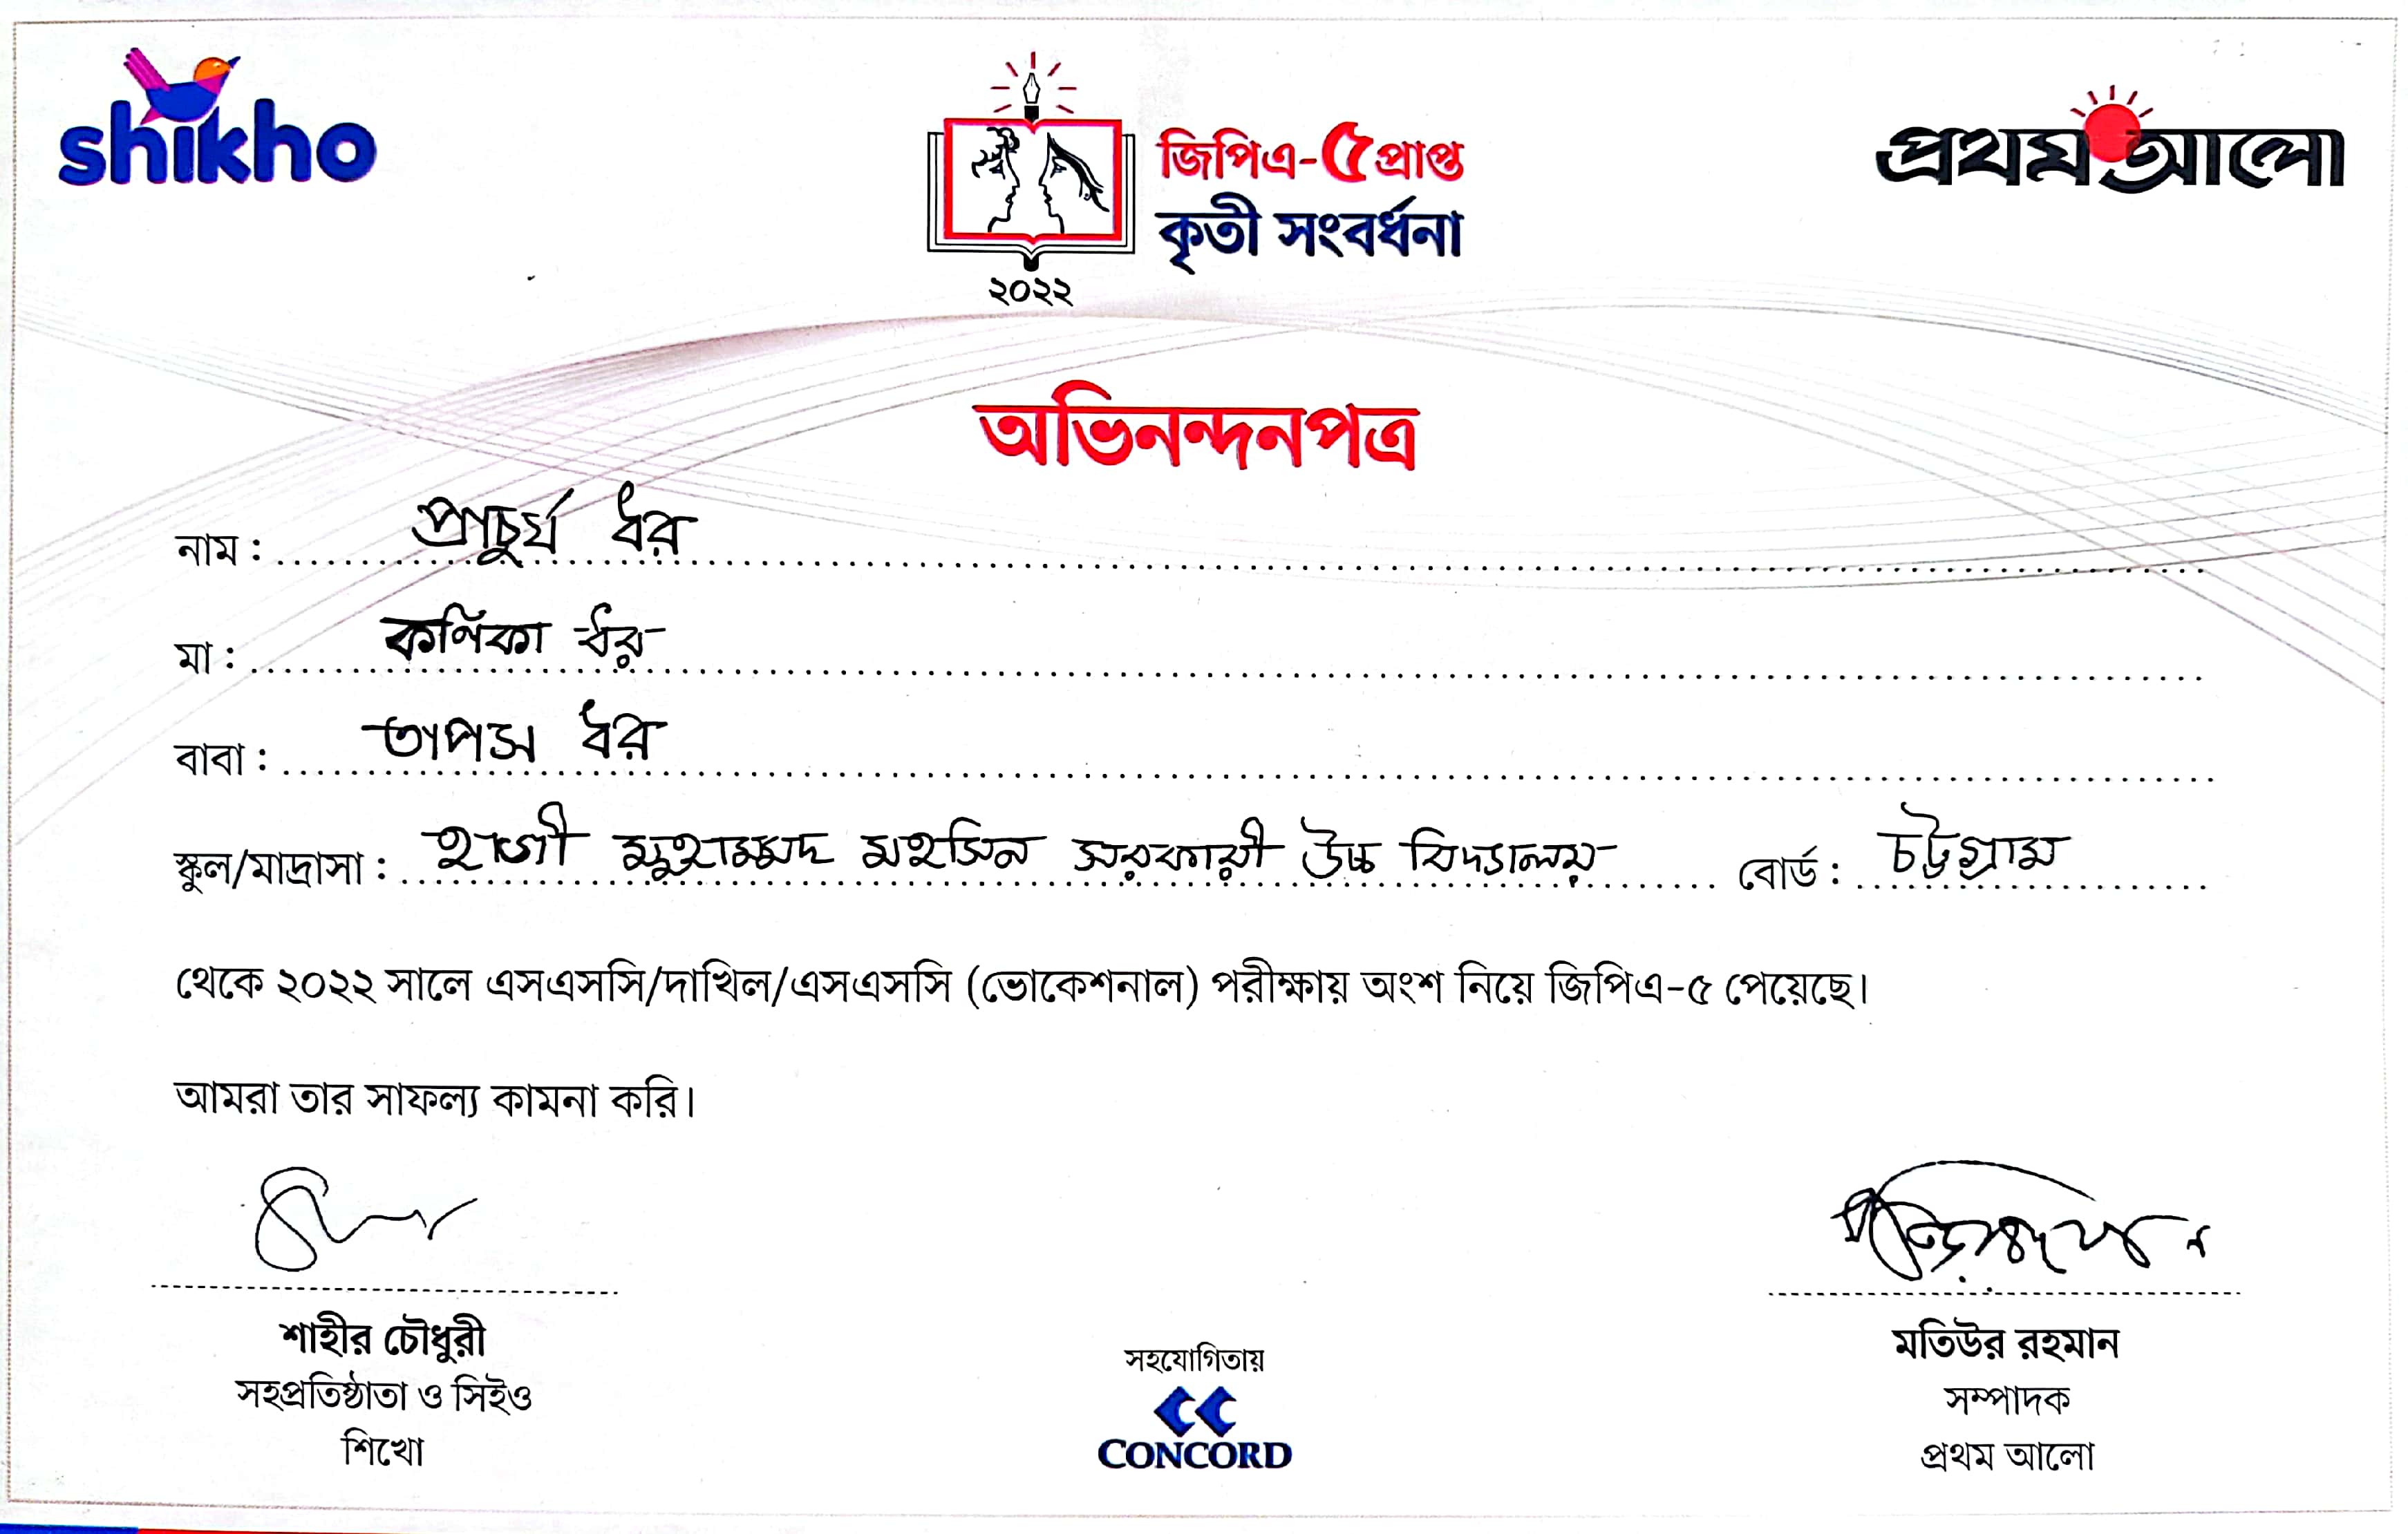 shikho
জিপিএ-৫ প্রাপ্ত
কৃতী সংবর্ধনা
২০২২
প্রথম আলো
অভিনন্দনপত্র
নাম : প্রাচুর্য ধর
মা : কণিকা ধর
বাবা : তাপস ধর
স্কুল/মাদ্রাসা : হাজী মুহাম্মদ মহসিন সরকারী উচ্চ বিদ্যালয় বোর্ড : চট্টগ্রাম
থেকে ২০২২ সালে এসএসসি/দাখিল/এসএসসি (ভোকেশনাল) পরীক্ষায় অংশ নিয়ে জিপিএ-৫ পেয়েছে।
আমরা তার সাফল্য কামনা করি।
শাহীর চৌধুরী
সহপ্রতিষ্ঠাতা ও সিইও
শিখো
সহযোগিতায়
CONCORD
মতিউর রহমান
সম্পাদক
প্রথম আলো